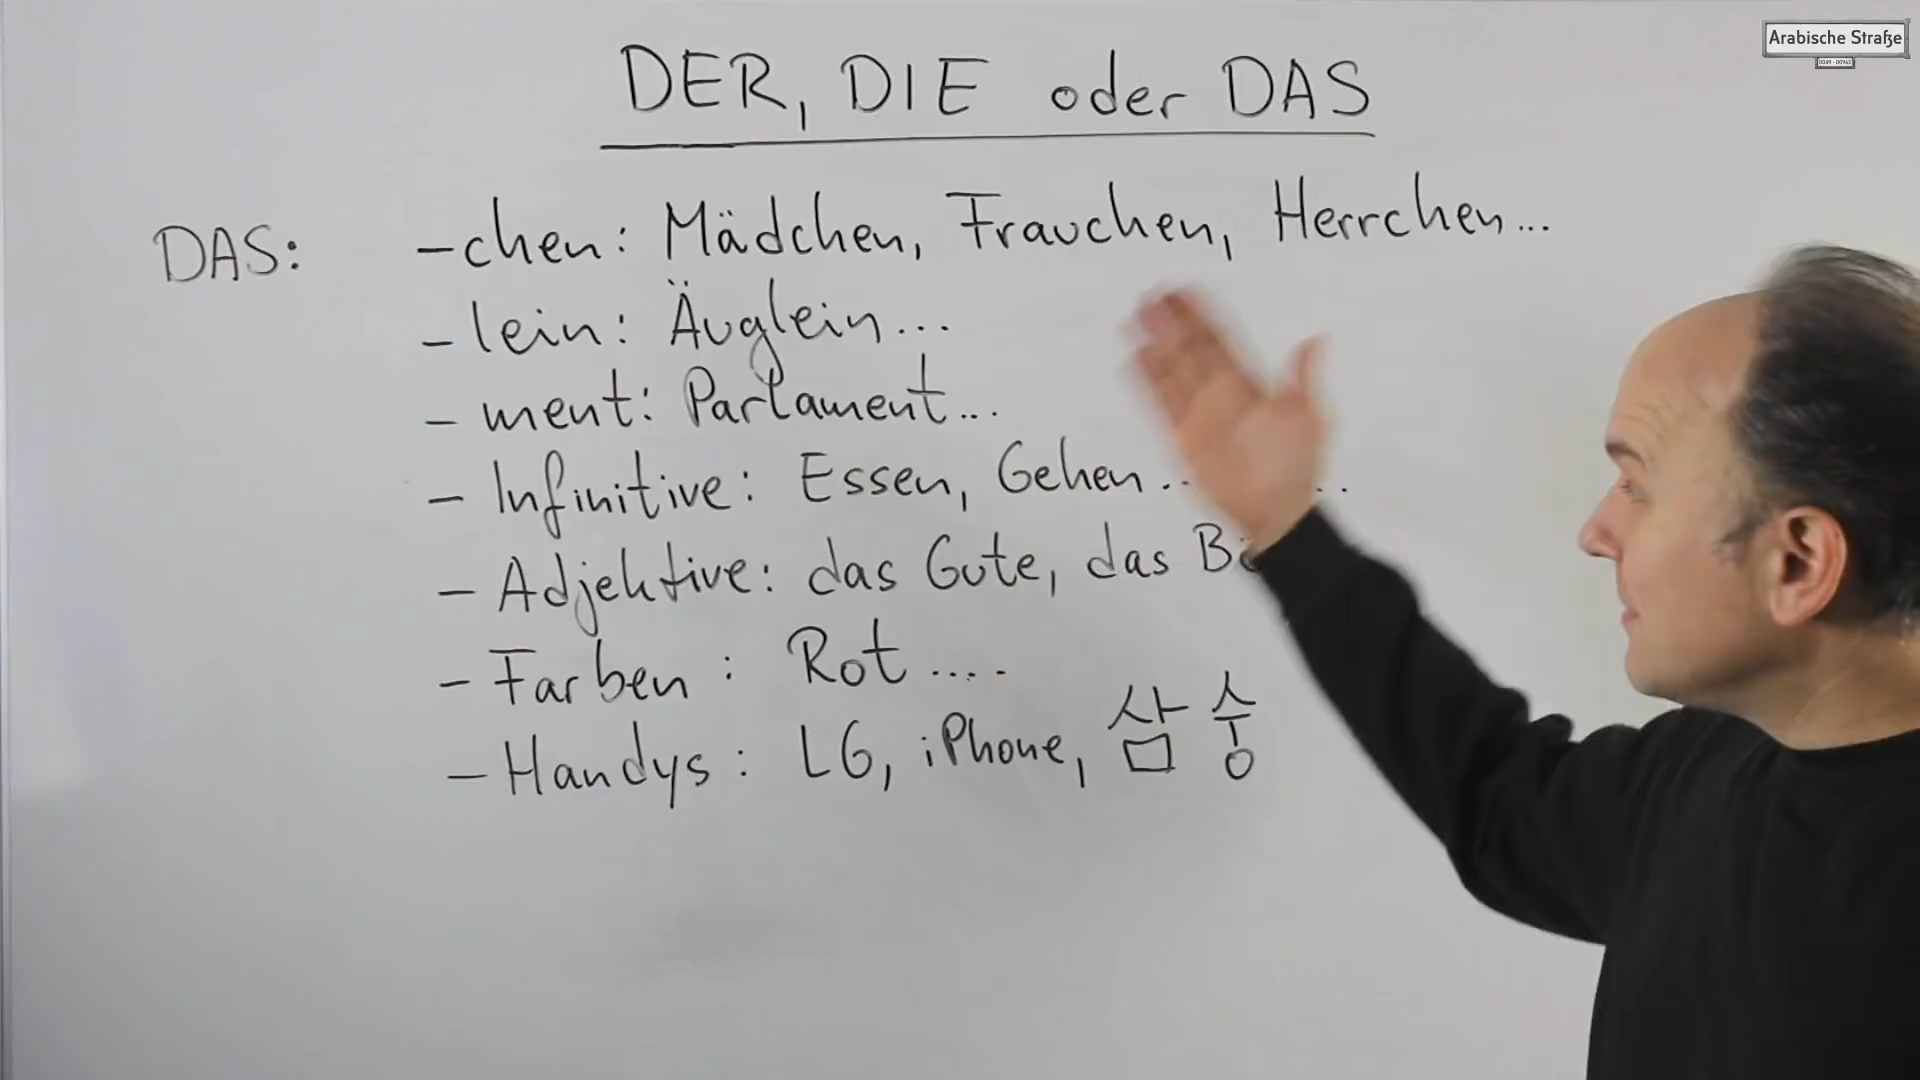 Arabische Straße
DER, DIE oder DAS
DAS: -chen: Mädchen, Frauchen, Herrchen...
- lein: Äuglein...
- ment: Parlament...
- Infinitive: Essen, Gehen ....
- Adjektive: das Gute, das
- Farben : Rot ....
- Handys : LG, iPhone, 삼숭